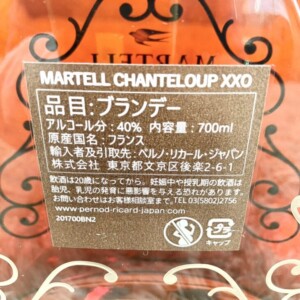 MARTELL
MARTELL CHANTELOUP XXO
品目:ブランデー
アルコール分:40% 内容量:700ml
原産国名:フランス
輸入者及引取先:ペルノ・リカール・ジャパン
株式会社 東京都文京区後楽2-6-1
飲酒は20歳になってから。妊娠中や授乳期の飲酒は
胎児、乳児の発育に悪影響を与える恐れがあります。
お問い合わせはお客様相談室まで。TEL03(5802)2756
www.pernod-ricard-japan.com
201700BN2
プラ
キャップ